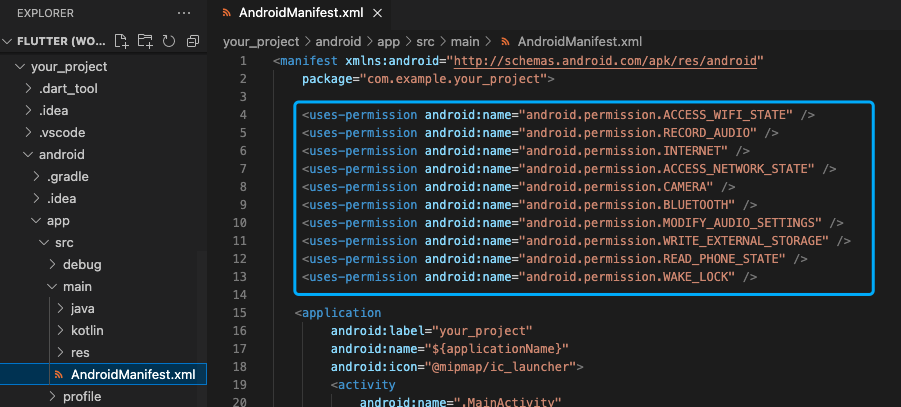 EXPLORER
FLUTTER (WO...
your_project
.dart_tool
.idea
.vscode
android
.gradle
.idea
app
src
debug
main
java
kotlin
res
AndroidManifest.xml
profile
AndroidManifest.xml
your_project > android > app > src > main > AndroidManifest.xml
1 <manifest xmlns:android="http://schemas.android.com/apk/res/android"
2 package="com.example.your_project">
3
4 <uses-permission android:name="android.permission.ACCESS_WIFI_STATE" />
5 <uses-permission android:name="android.permission.RECORD_AUDIO" />
6 <uses-permission android:name="android.permission.INTERNET" />
7 <uses-permission android:name="android.permission.ACCESS_NETWORK_STATE" />
8 <uses-permission android:name="android.permission.CAMERA" />
9 <uses-permission android:name="android.permission.BLUETOOTH" />
10 <uses-permission android:name="android.permission.MODIFY_AUDIO_SETTINGS" />
11 <uses-permission android:name="android.permission.WRITE_EXTERNAL_STORAGE" />
12 <uses-permission android:name="android.permission.READ_PHONE_STATE" />
13 <uses-permission android:name="android.permission.WAKE_LOCK" />
14
15 <application
16 android:label="your_project"
17 android:name="${applicationName}"
18 android:icon="@mipmap/ic_launcher">
19 <activity
20 android:name=".MainActivity"